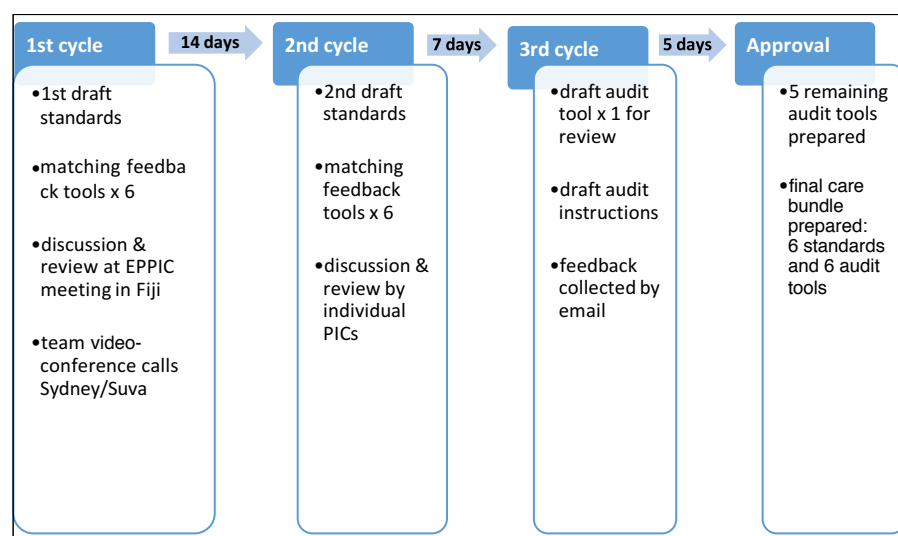 1st cycle
14 days
2nd cycle
7 days
3rd cycle
5 days
Approval
•1st draft
standards
•matching feedba
ck tools x 6
•discussion &
review at EPPIC
meeting in Fiji
•team video-
conference calls
Sydney/Suva
•2nd draft
standards
•matching
feedback
tools x 6
•discussion &
review by
individual
PICs
•draft audit
tool x 1 for
review
•draft audit
instructions
•feedback
collected by
email
•5 remaining
audit tools
prepared
•final care
bundle
prepared:
6 standards
and 6 audit
tools